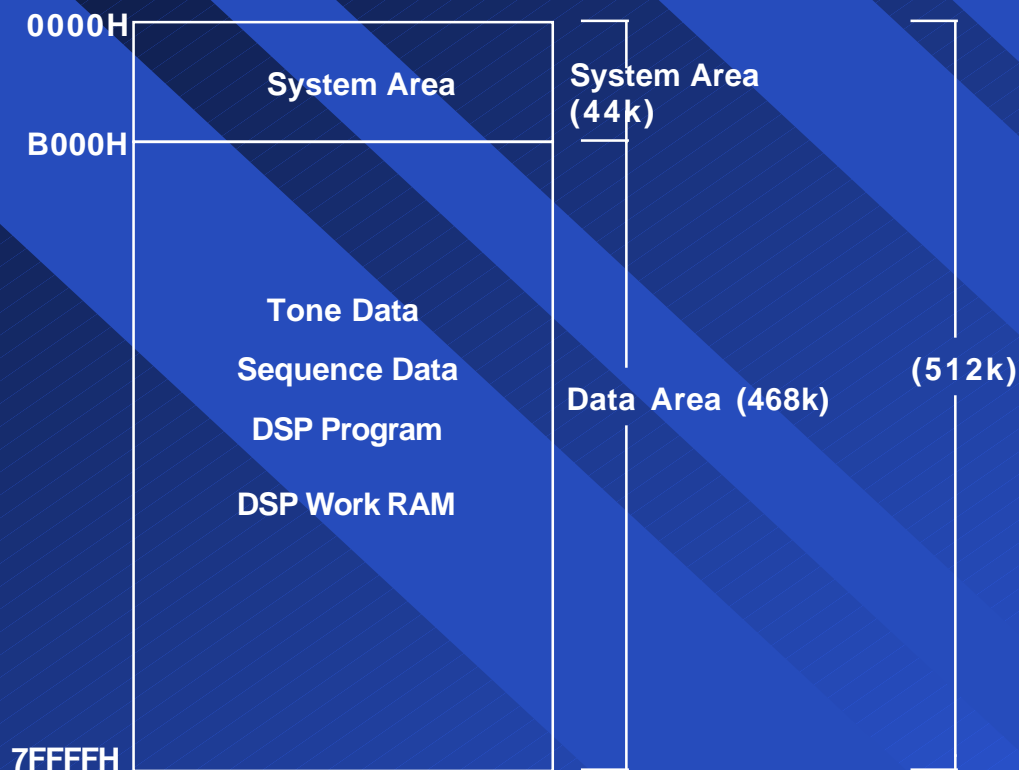 0000H
System Area
System Area
(44k)
B000H
Tone Data
Sequence Data
(512k)
Data Area (468k)
DSP Program
DSP Work RAM
7FFFFH